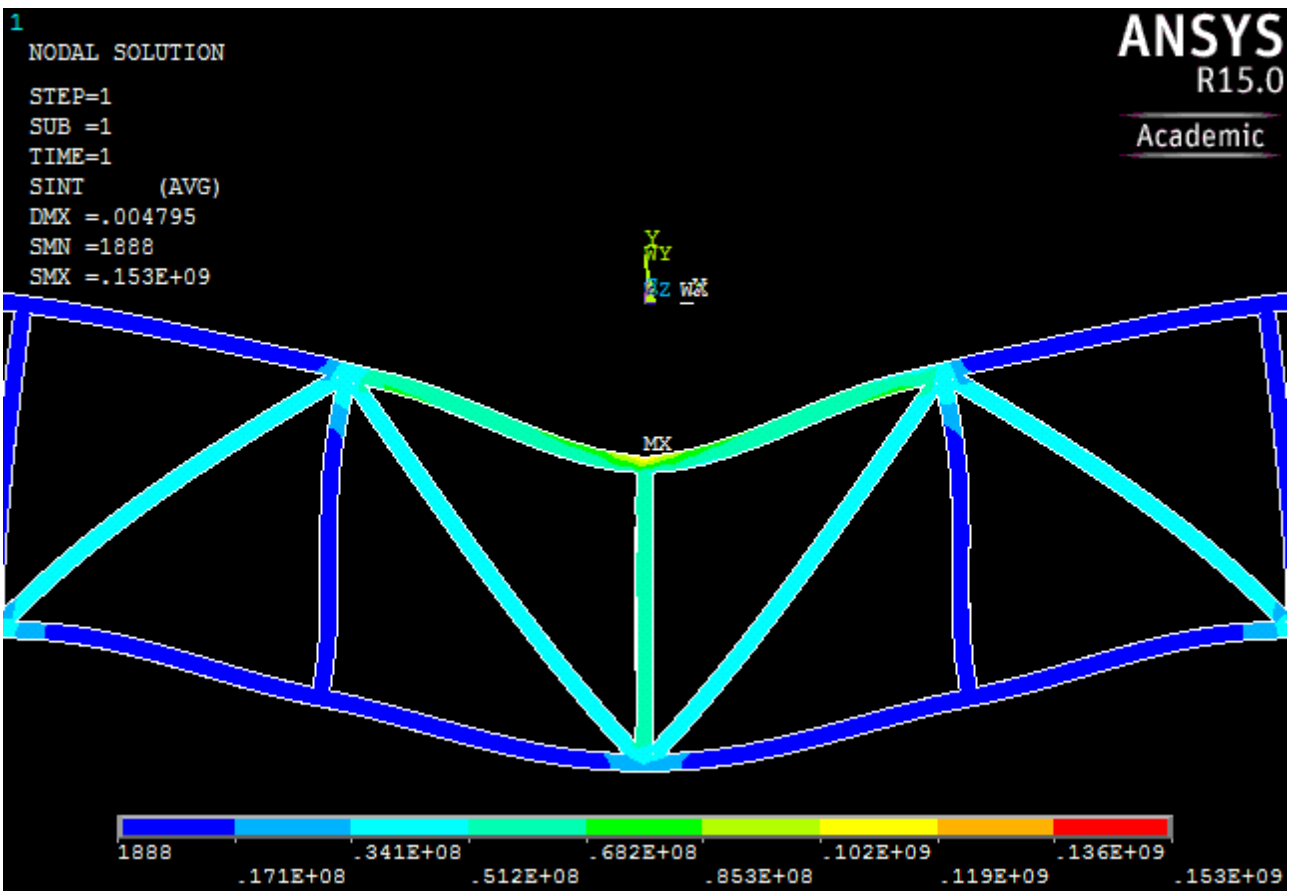 1
NODAL SOLUTION
STEP=1
SUB =1
TIME=1
SINT (AVG)
DMX =.004795
SMN =1888
SMX =.153E+09
ANSYS
R15.0
Academic
Y
WY
Z
MX
1888
.171E+08
.341E+08
.512E+08
.682E+08
.853E+08
.102E+09
.119E+09
.136E+09
.153E+09